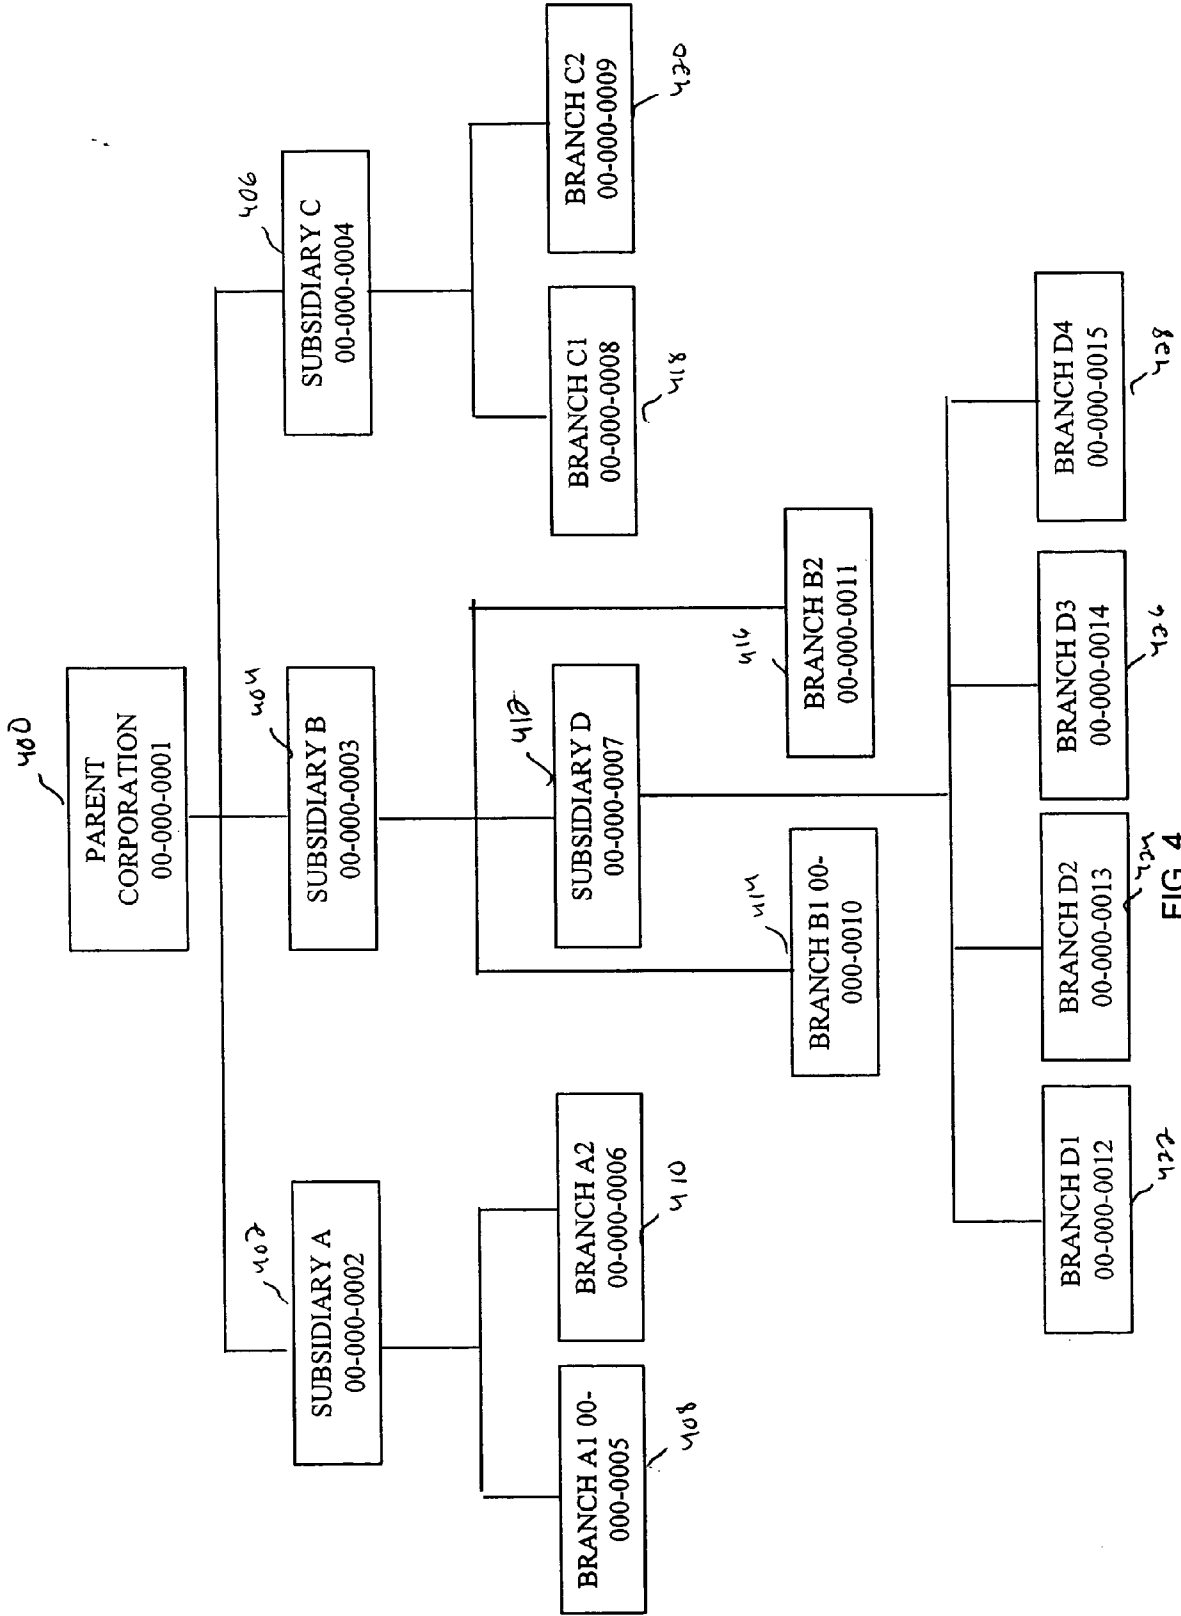 400
PARENT
CORPORATION
00-000-0001
402
SUBSIDIARY A
00-000-0002
404
SUBSIDIARY B
00-000-0003
406
SUBSIDIARY C
00-000-0004
BRANCH A1 00-
000-0005
408
BRANCH A2
00-000-0006
410
412
SUBSIDIARY D
00-000-0007
BRANCH C1
00-000-0008
418
BRANCH C2
00-000-0009
420
414
BRANCH B1 00-
000-0010
416
BRANCH B2
00-000-0011
BRANCH D1
00-000-0012
422
BRANCH D2
00-000-0013
424
BRANCH D3
00-000-0014
426
BRANCH D4
00-000-0015
428
FIG. 4